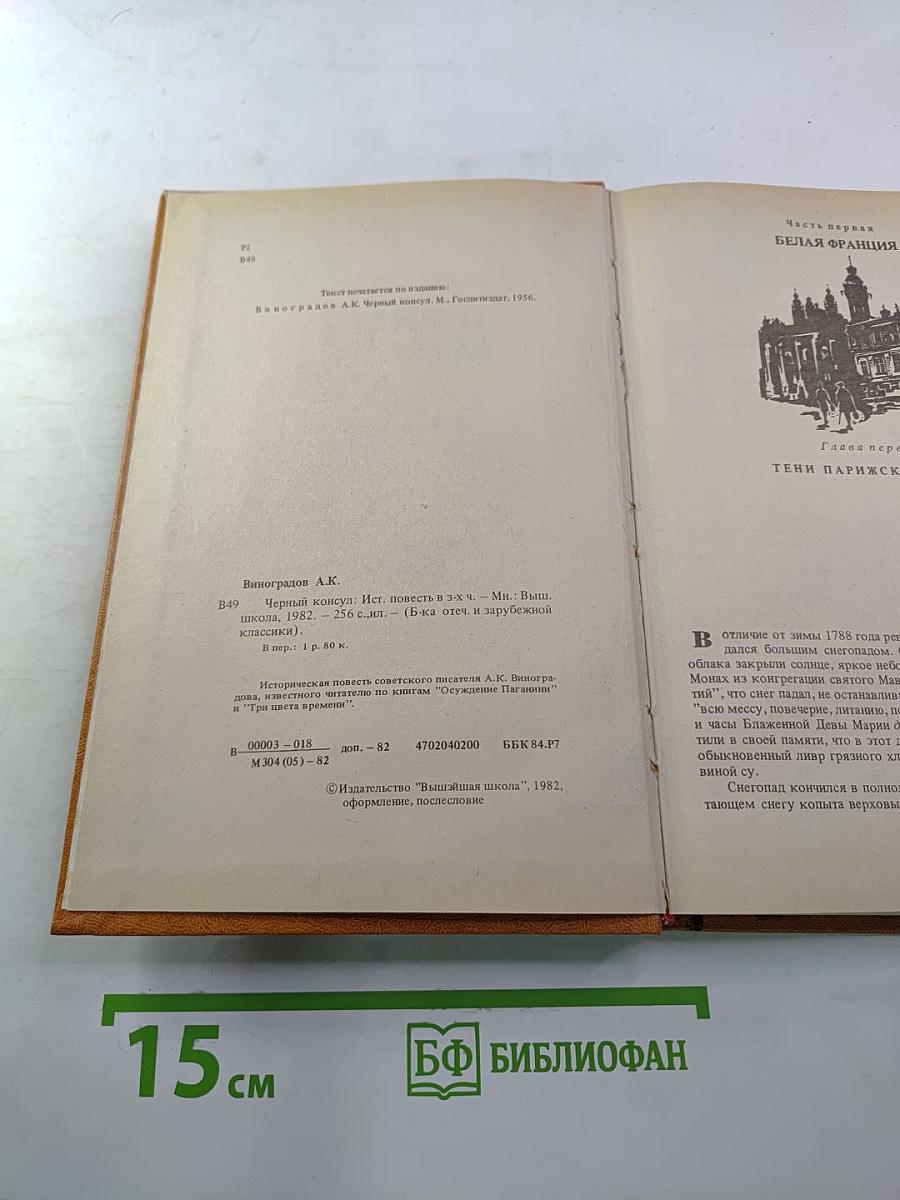 Р2
В49
Текст печатается по изданию:
Виноградов А.К. Черный консул. М., Гослитиздат, 1956.
Виноградов А.К.
В49 Черный консул: Ист. повесть в 3-х ч. – Мн.: Выш.
школа, 1982. – 256 с.,ил. – (Б-ка отеч. и зарубежной
классики).
В пер.: 1 р. 80 к.
Историческая повесть советского писателя А.К. Виногра-
дова, известного читателю по книгам "Осуждение Паганини"
и "Три цвета времени".
В 00003 – 018 доп. – 82 4702040200 ББК 84.Р7
М304 (05) – 82
© Издательство "Вышэйшая школа", 1982,
оформление, послесловие
Часть первая
БЕЛАЯ ФРАНЦИЯ
Глава пер
ТЕНИ ПАРИЖСК
В отличие от зимы 1788 года рев
дался большим снегопадом.
облака закрыли солнце, яркое небо
Монах из конгрегации святого Мав
тий", что снег падал, не останавлива
"всю мессу, повечерие, литанию, по
и часы Блаженной Девы Марии д
тили в своей памяти, что в этот д
обыкновенный ливр грязного хл
виной су.
Снегопад кончился в полно
тающем снегу копыта верховы
15 см
БФ БИБЛИОФАН